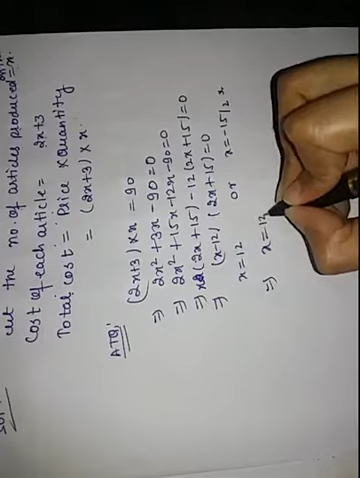 Let the no. of articles produced = x.
Cost of each article = 2x+3
Total cost = Price x quantity
= (2x+3) x x.
ATQ,
(2x+3) x x = 90
⇒ 2x² + 3x - 90 = 0
⇒ 2x² + 15x - 12x - 90 = 0
⇒ x(2x+15) - 12(2x+15) = 0
⇒ (x-12) (2x+15) = 0
x = 12 or x = -15/2
⇒ x = 12